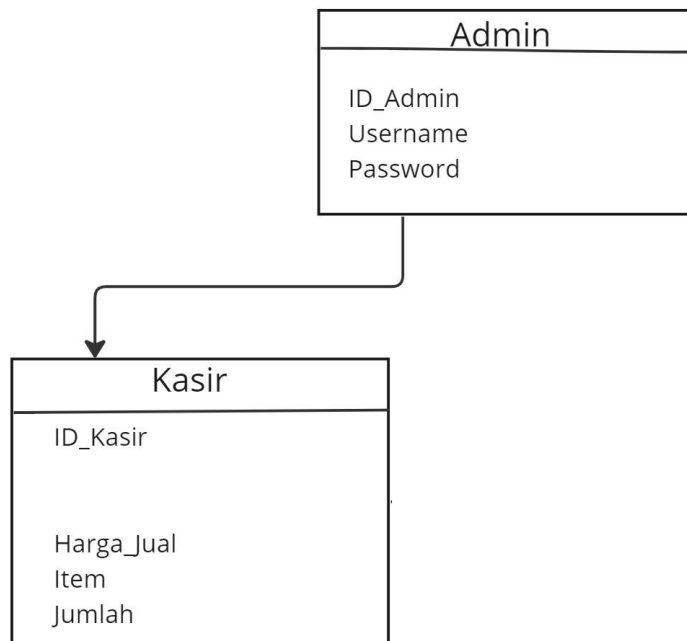 Admin
ID_Admin
Username
Password
Kasir
ID_Kasir
Harga_Jual
Item
Jumlah